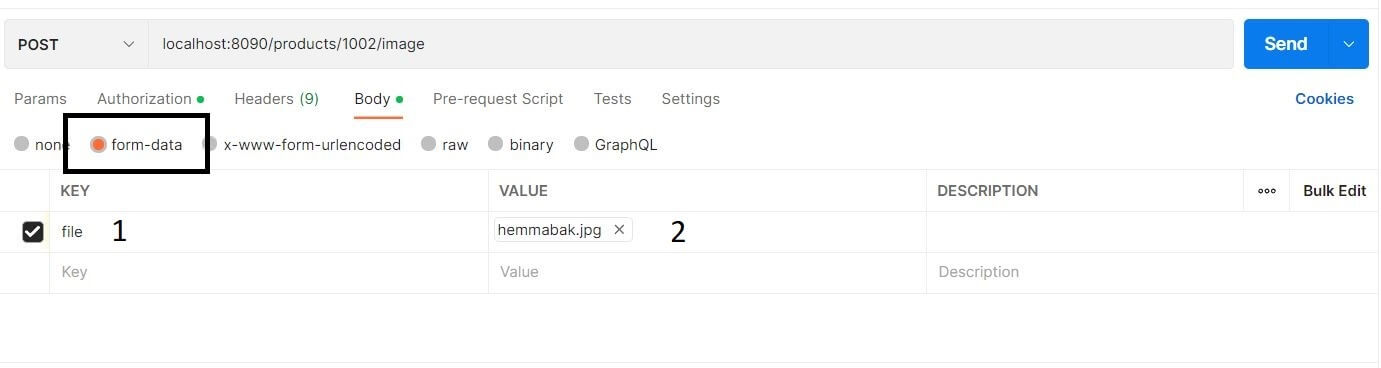 POST localhost:8090/products/1002/image Send
Params Authorization Headers (9) Body Pre-request Script Tests Settings Cookies
none form-data x-www-form-urlencoded raw binary GraphQL
KEY VALUE DESCRIPTION ooo Bulk Edit
file 1 hemmabak.jpg × 2
Key Value Description